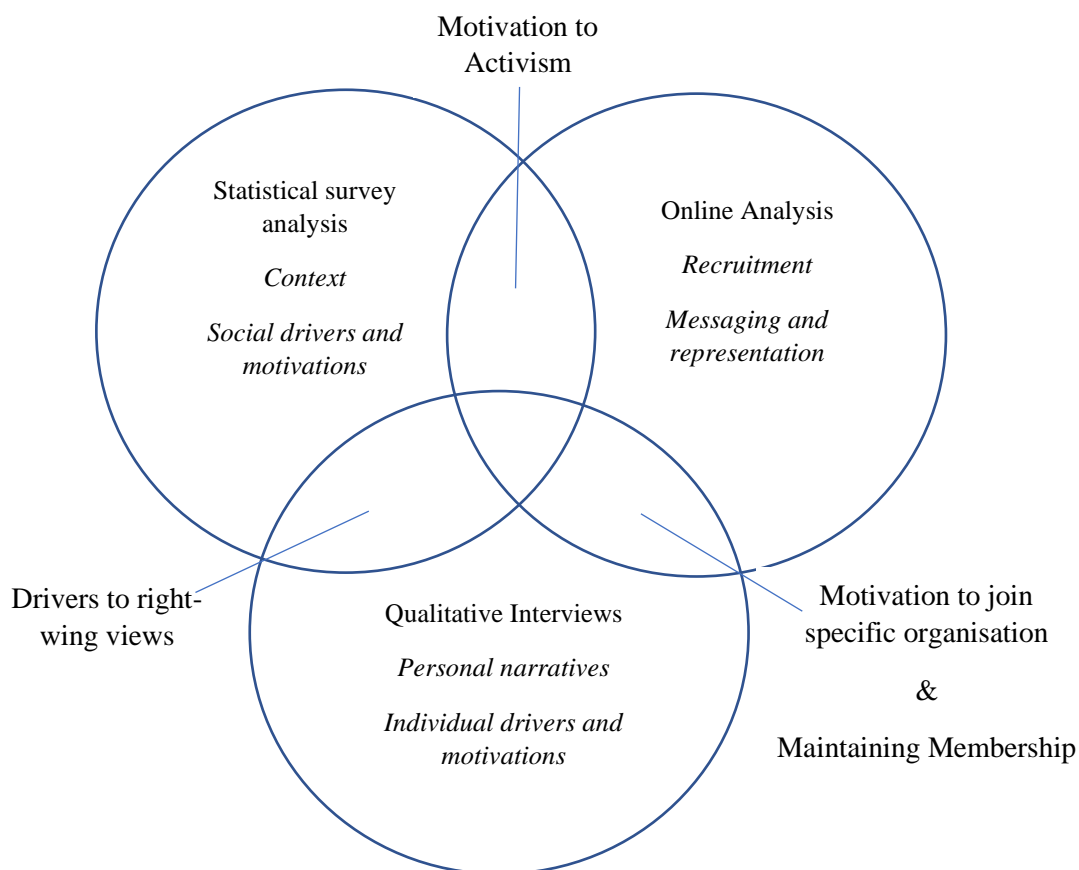 Motivation to
Activism
Statistical survey
analysis
Context
Social drivers and
motivations
Online Analysis
Recruitment
Messaging and
representation
Drivers to right-
wing views
Qualitative Interviews
Personal narratives
Individual drivers and
motivations
Motivation to join
specific organisation
&
Maintaining Membership